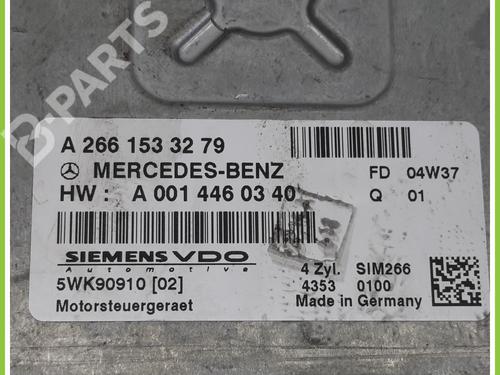 B-PARTS
A 266 153 32 79
MERCEDES-BENZ
FD 04W37
HW : A 001 446 03 40
Q 01
SIEMENS VDO
Automotive
5WK90910 [02]
4 Zyl. SIM266
4353 0100
Motorsteuergeraet
Made in Germany